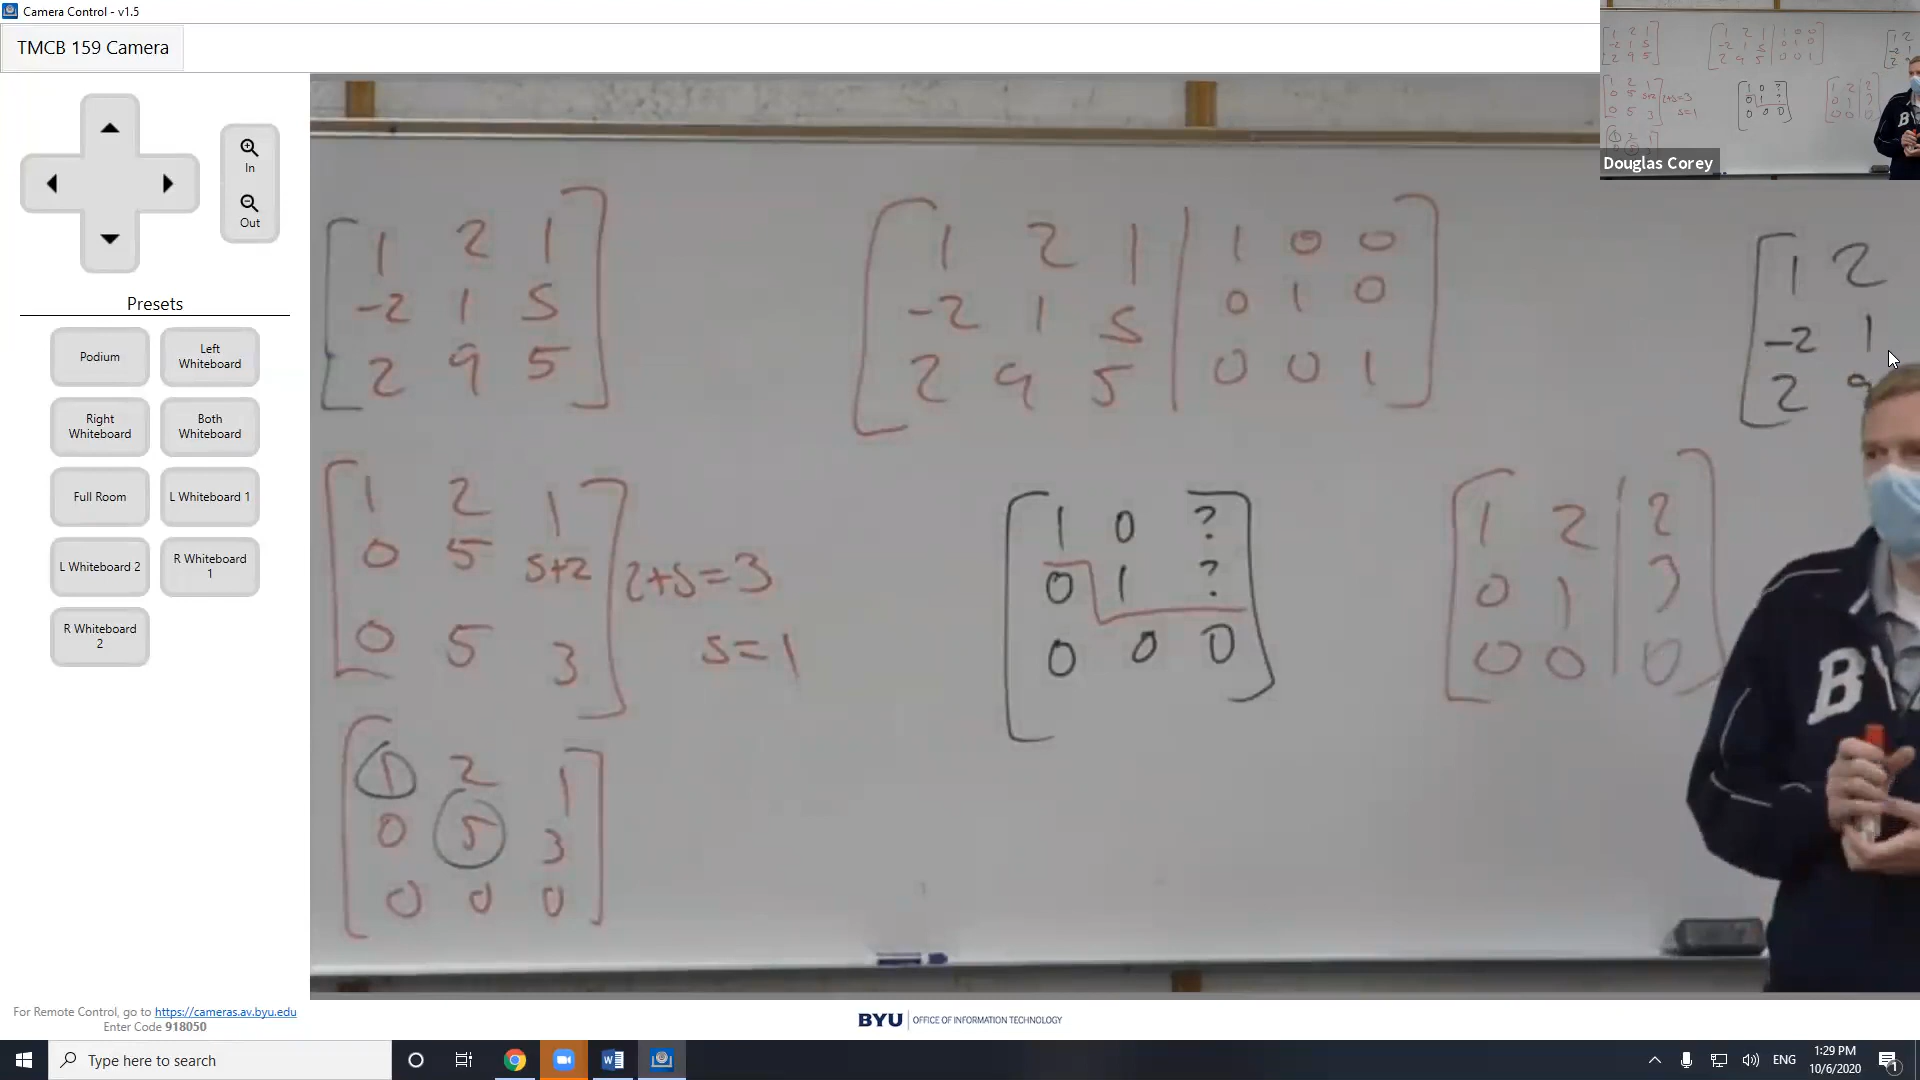 Camera Control - v1.5
TMCB 159 Camera
In
Out
Presets
Podium
Left Whiteboard
Right Whiteboard
Both Whiteboard
Full Room
L Whiteboard 1
L Whiteboard 2
R Whiteboard 1
R Whiteboard 2
For Remote Control, go to https://cameras.av.byu.edu
Enter Code 918050
1 2 1
-2 1 s
2 9 5
1 2 1 | 1 0 0
-2 1 s | 0 1 0
2 9 5 | 0 0 1
1 2
-2 1
2 9
1 2 1
0 5 s+2
0 5 3
2+s=3
s=1
1 0 ?
0 1 ?
0 0 0
1 2 | 2
0 1 | 3
0 0 | 0
1 2 1
0 5 3
0 0 0
BY
Douglas Corey
BYU OFFICE OF INFORMATION TECHNOLOGY
Type here to search
ENG
1:29 PM
10/6/2020
1